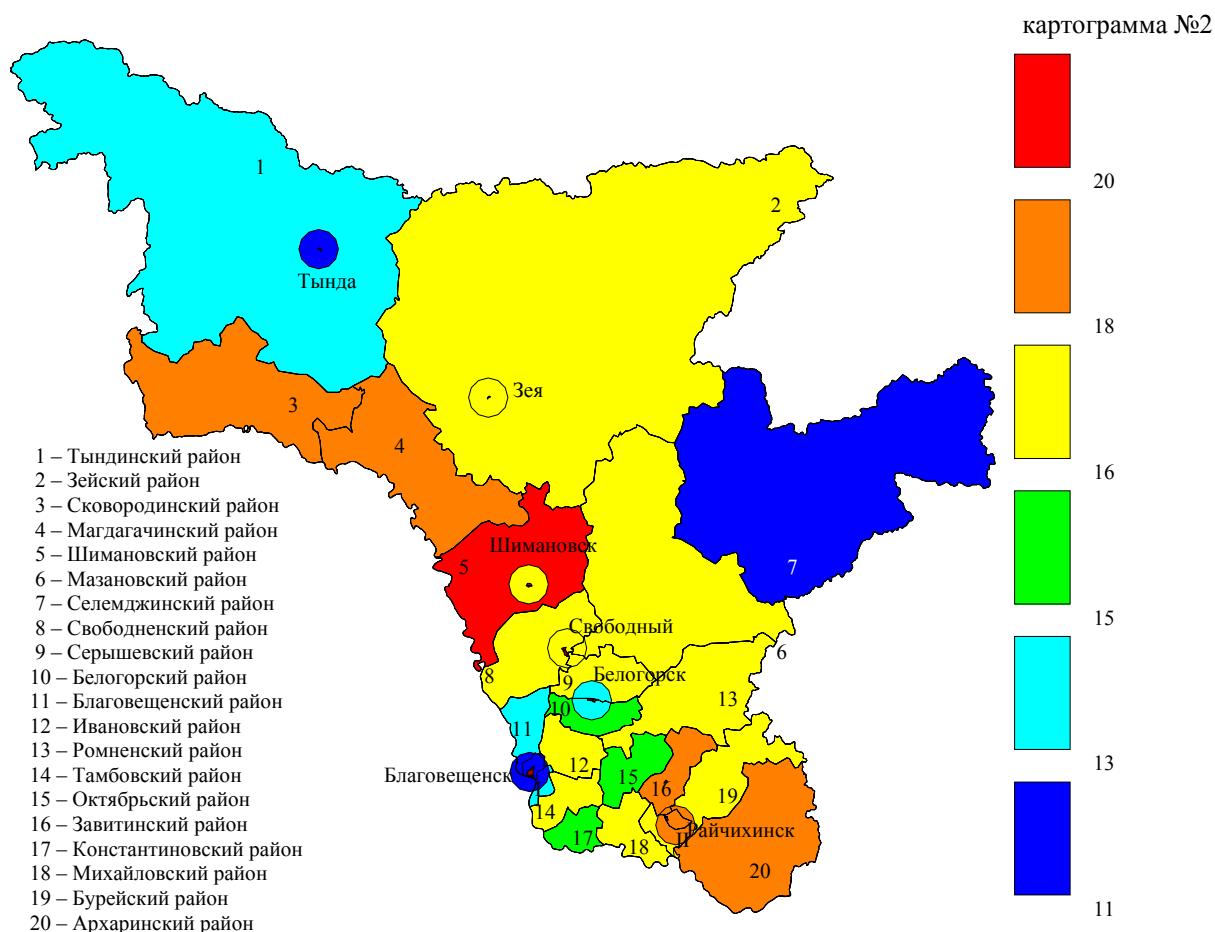 картограмма №2
20
18
16
15
13
11
1
Тында
2
Зея
3
4
Шимановск
5
7
Свободный
6
8
9
Белогорск
13
10
11
12
Благовещенск
15
16
19
14
Райчихинск
II
17
18
20
1 – Тындинский район
2 – Зейский район
3 – Сковородинский район
4 – Магдагачинский район
5 – Шимановский район
6 – Мазановский район
7 – Селемджинский район
8 – Свободненский район
9 – Серышевский район
10 – Белогорский район
11 – Благовещенский район
12 – Ивановский район
13 – Ромненский район
14 – Тамбовский район
15 – Октябрьский район
16 – Завитинский район
17 – Константиновский район
18 – Михайловский район
19 – Бурейский район
20 – Архаринский район